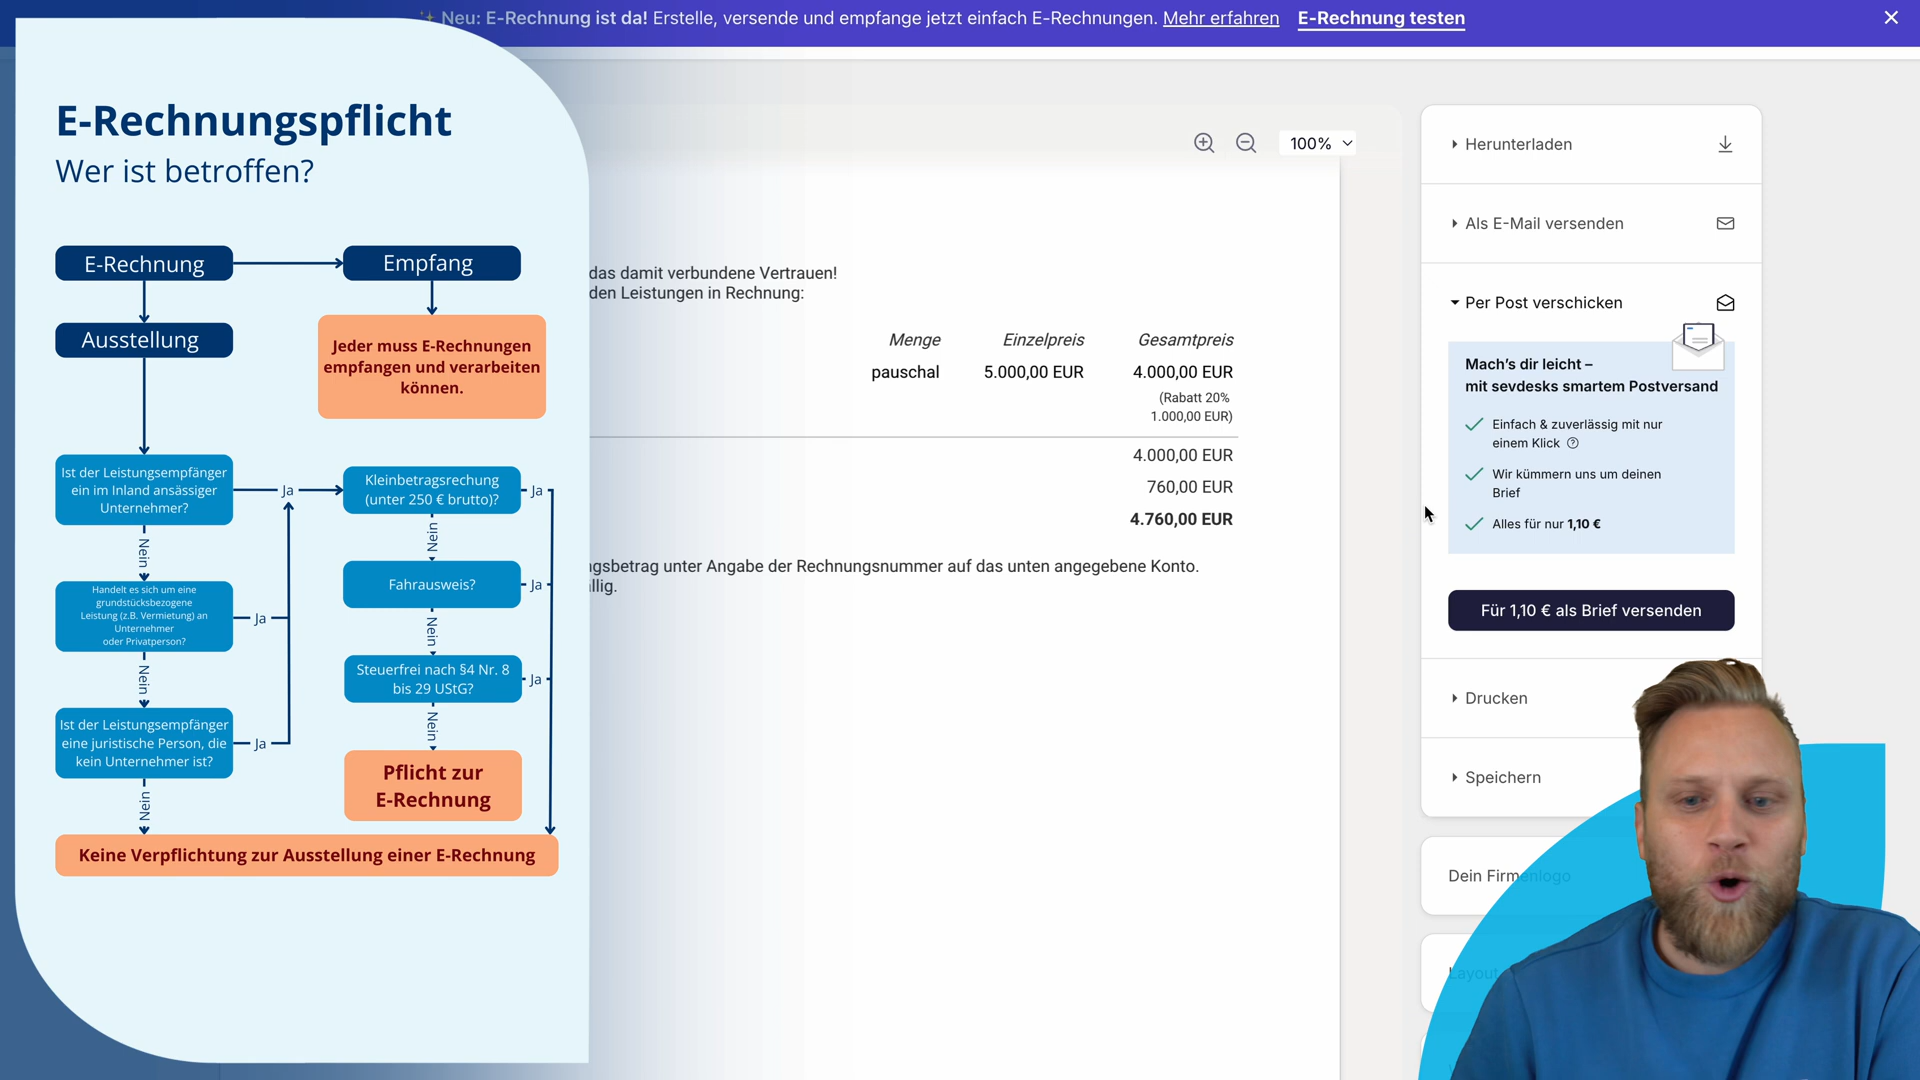 Neu: E-Rechnung ist da! Erstelle, versende und empfange jetzt einfach E-Rechnungen. Mehr erfahren E-Rechnung testen
E-Rechnungspflicht
Wer ist betroffen?
E-Rechnung
Empfang
Ausstellung
Jeder muss E-Rechnungen
empfangen und verarbeiten
können.
Ist der Leistungsempfänger
ein im Inland ansässiger
Unternehmer?
Ja
Kleinbetragsrechung
(unter 250 € brutto)?
Ja
Nein
Nein
Handelt es sich um eine
grundstücksbezogene
Leistung (z.B. Vermietung) an
Unternehmer
oder Privatperson?
Ja
Fahrausweis?
Ja
Nein
Nein
Steuerfrei nach §4 Nr. 8
bis 29 UStG?
Ja
Ist der Leistungsempfänger
eine juristische Person, die
kein Unternehmer ist?
Ja
Nein
Pflicht zur
E-Rechnung
Nein
Keine Verpflichtung zur Ausstellung einer E-Rechnung
100%
das damit verbundene Vertrauen!
den Leistungen in Rechnung:
Menge Einzelpreis Gesamtpreis
pauschal 5.000,00 EUR 4.000,00 EUR
(Rabatt 20%
1.000,00 EUR)
4.000,00 EUR
760,00 EUR
4.760,00 EUR
ngsbetrag unter Angabe der Rechnungsnummer auf das unten angegebene Konto.
llig.
Herunterladen
Als E-Mail versenden
Per Post verschicken
Mach's dir leicht –
mit sevdesks smartem Postversand
Einfach & zuverlässig mit nur
einem Klick
Wir kümmern uns um deinen
Brief
Alles für nur 1,10 €
Für 1,10 € als Brief versenden
Drucken
Speichern
Dein Firmenlogo
Layout